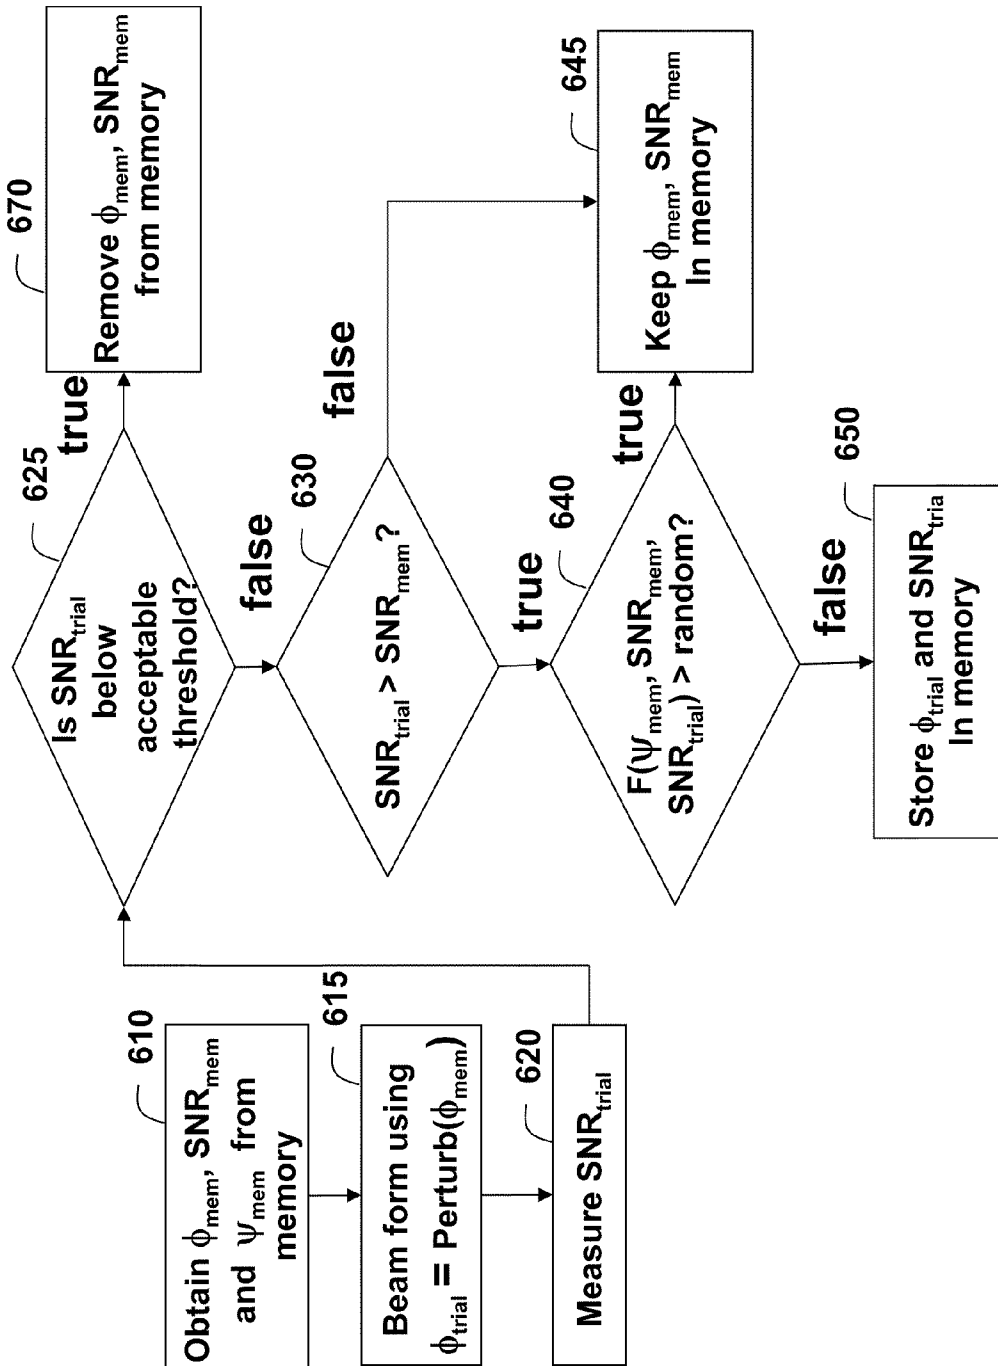 610
Obtain ϕmem, SNRmem
and ψmem from
memory
615
Beam form using
ϕtrial = Perturb(ϕmem)
620
Measure SNRtrial
625
Is SNRtrial
below
acceptable
threshold?
true
670
Remove ϕmem, SNRmem
from memory
false
630
SNRtrial > SNRmem?
false
true
640
F(ψmem, SNRmem,
SNRtrial) > random?
true
645
Keep ϕmem, SNRmem
In memory
false
650
Store ϕtrial and SNRtria
In memory